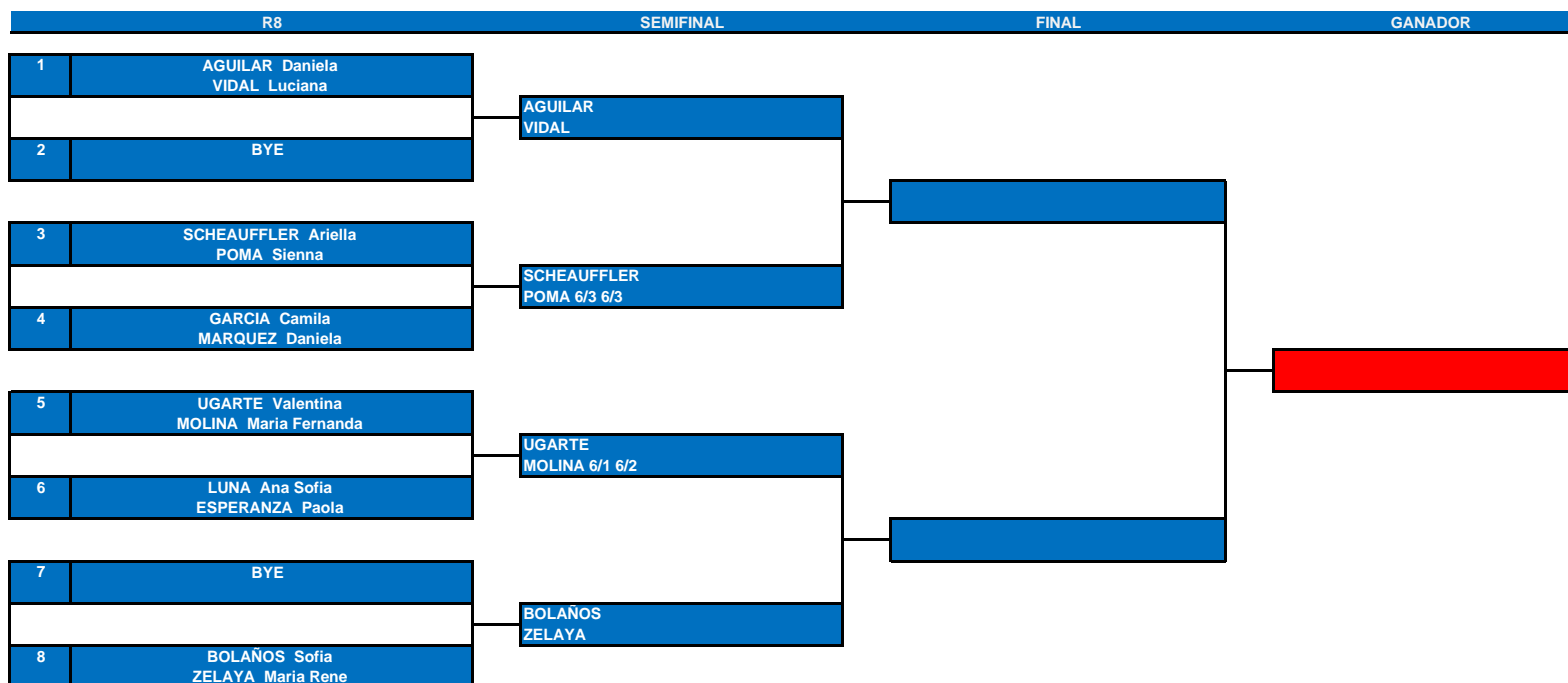 R8 SEMIFINAL FINAL GANADOR
1 AGUILAR Daniela
VIDAL Luciana
AGUILAR
VIDAL
2 BYE
3 SCHEAUFFLER Ariella
POMA Sienna
SCHEAUFFLER
POMA 6/3 6/3
4 GARCIA Camila
MARQUEZ Daniela
5 UGARTE Valentina
MOLINA Maria Fernanda
UGARTE
MOLINA 6/1 6/2
6 LUNA Ana Sofia
ESPERANZA Paola
7 BYE
BOLAÑOS
ZELAYA
8 BOLAÑOS Sofia
ZELAYA Maria Rene